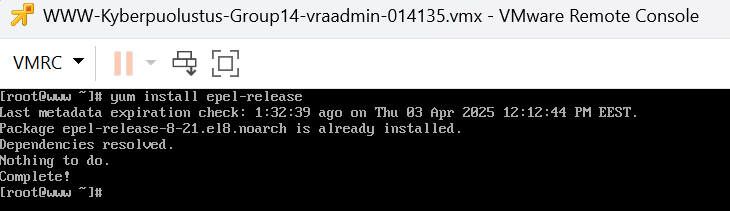 WWW-Kyberpuolustus-Group14-vraadmin-014135.vmx - VMware Remote Console
VMRC
[root@www ~]# yum install epel-release
Last metadata expiration check: 1:32:39 ago on Thu 03 Apr 2025 12:12:44 PM EEST.
Package epel-release-8-21.el8.noarch is already installed.
Dependencies resolved.
Nothing to do.
Complete!
[root@www ~]#